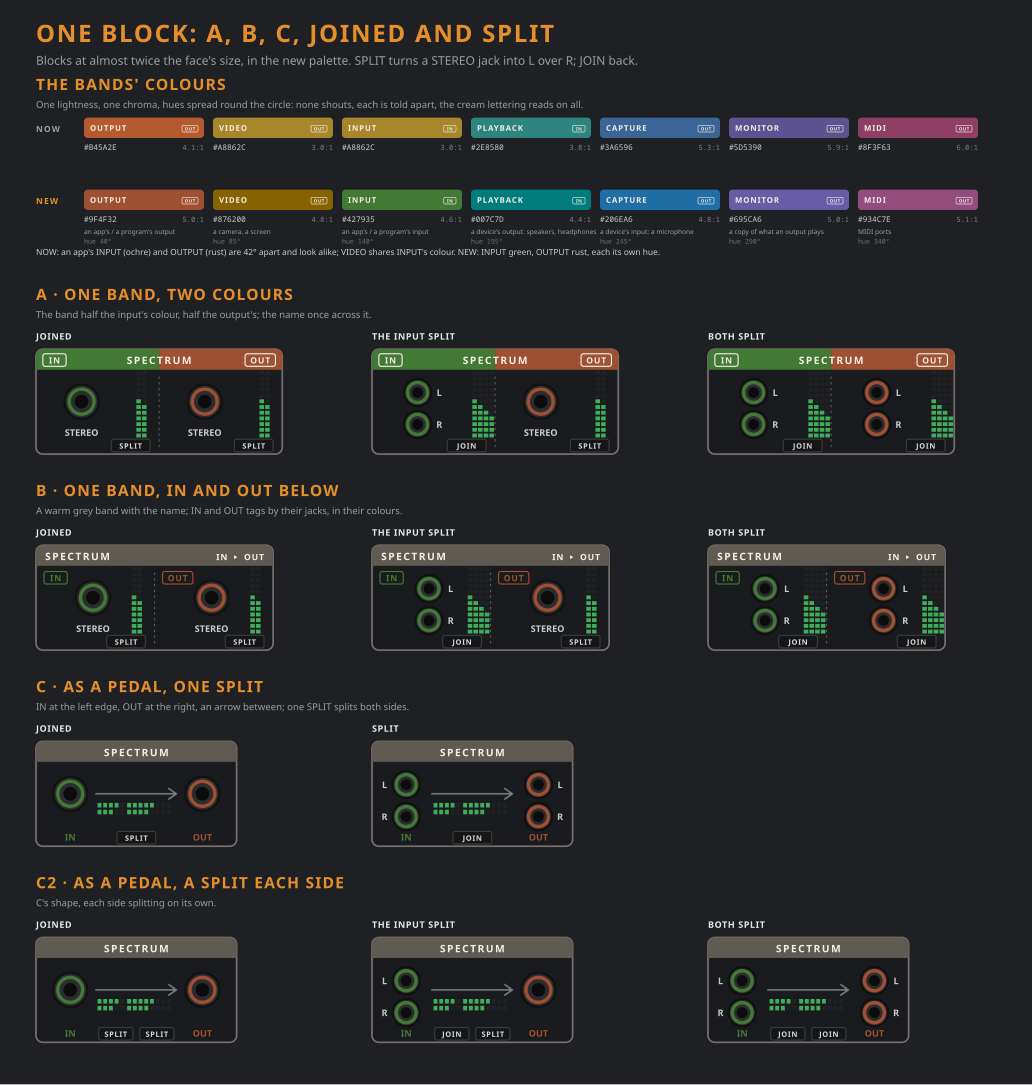 ONE BLOCK: A, B, C, JOINED AND SPLIT
Blocks at almost twice the face's size, in the new palette. SPLIT turns a STEREO jack into L over R; JOIN back.
THE BANDS' COLOURS
One lightness, one chroma, hues spread round the circle: none shouts, each is told apart, the cream lettering reads on all.
NOW OUTPUT OUT VIDEO OUT INPUT IN PLAYBACK IN CAPTURE OUT MONITOR OUT MIDI OUT
#B45A2E 4.1:1 #A8862C 3.0:1 #A8862C 3.0:1 #2E8580 3.8:1 #3A6596 5.3:1 #5D5390 5.9:1 #8F3F63 6.0:1
NEW OUTPUT OUT VIDEO OUT INPUT IN PLAYBACK IN CAPTURE OUT MONITOR OUT MIDI OUT
#9F4F32 5.0:1 #876200 4.8:1 #427935 4.6:1 #007C7D 4.4:1 #206EA6 4.8:1 #695CA6 5.0:1 #934C7E 5.1:1
an app's / a program's output a camera, a screen an app's / a program's input a device's output: speakers, headphones a device's input: a microphone a copy of what an output plays MIDI ports
hue 40° hue 85° hue 140° hue 195° hue 245° hue 290° hue 340°
NOW: an app's INPUT (ochre) and OUTPUT (rust) are 42° apart and look alike; VIDEO shares INPUT's colour. NEW: INPUT green, OUTPUT rust, each its own hue.
A · ONE BAND, TWO COLOURS
The band half the input's colour, half the output's; the name once across it.
JOINED THE INPUT SPLIT BOTH SPLIT
IN SPECTRUM OUT IN SPECTRUM OUT IN SPECTRUM OUT
L L L
STEREO STEREO R STEREO R R
SPLIT SPLIT JOIN SPLIT JOIN JOIN
B · ONE BAND, IN AND OUT BELOW
A warm grey band with the name; IN and OUT tags by their jacks, in their colours.
JOINED THE INPUT SPLIT BOTH SPLIT
SPECTRUM IN ▸ OUT SPECTRUM IN ▸ OUT SPECTRUM IN ▸ OUT
IN OUT IN OUT IN OUT
L L L
STEREO STEREO R STEREO R R
SPLIT SPLIT JOIN SPLIT JOIN JOIN
C · AS A PEDAL, ONE SPLIT
IN at the left edge, OUT at the right, an arrow between; one SPLIT splits both sides.
JOINED SPLIT
SPECTRUM SPECTRUM
L L
R R
IN SPLIT OUT IN JOIN OUT
C2 · AS A PEDAL, A SPLIT EACH SIDE
C's shape, each side splitting on its own.
JOINED THE INPUT SPLIT BOTH SPLIT
SPECTRUM SPECTRUM SPECTRUM
L L L
R R R
IN SPLIT SPLIT OUT IN JOIN SPLIT OUT IN JOIN JOIN OUT